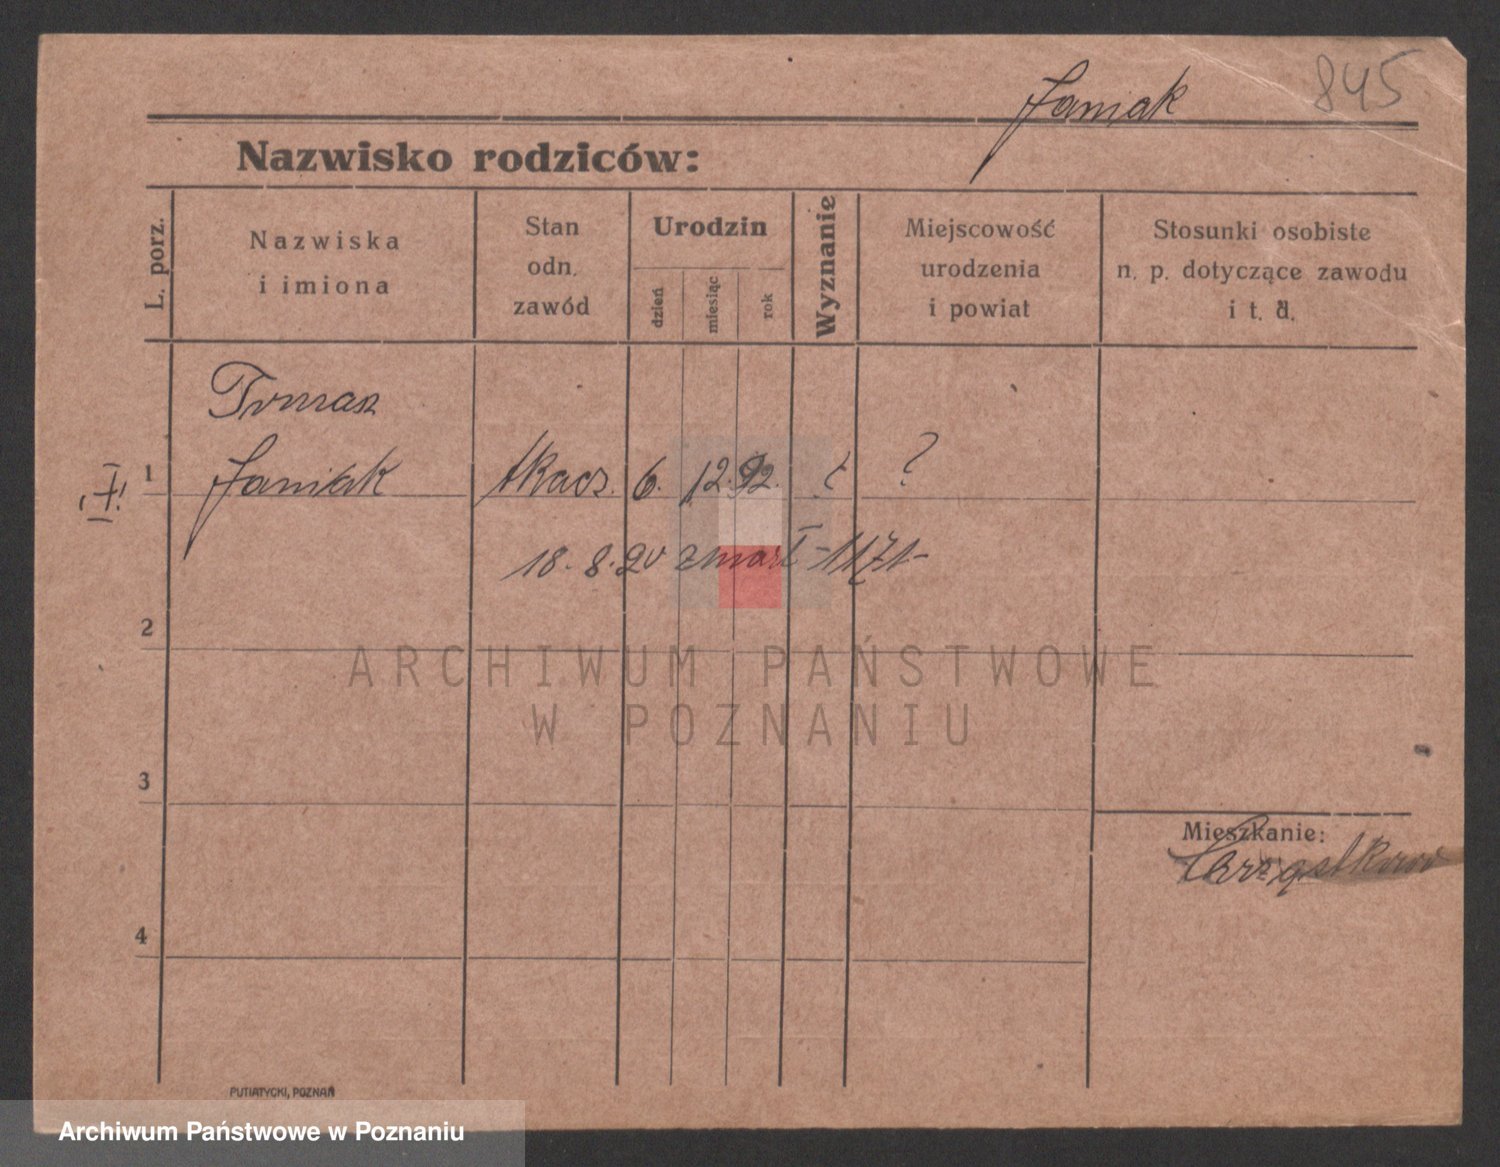 Janiak
845
Nazwisko rodziców:
L. porz.
Nazwiska
i imiona
Stan
odn.
zawód
Urodzin
dzień
miesiąc
rok
Wyznanie
Miejscowość
urodzenia
i powiat
Stosunki osobiste
n. p. dotyczące zawodu
i t. d.
Tomasz
1 Janiak tkacz. 6. 12. 92. ? ?
18. 8. 20 zmarł - 1171 -
2
ARCHIWUM PAŃSTWOWE
W POZNANIU
3
Mieszkanie:
4
PUTIATYCKI, POZNAŃ
Archiwum Państwowe w Poznaniu